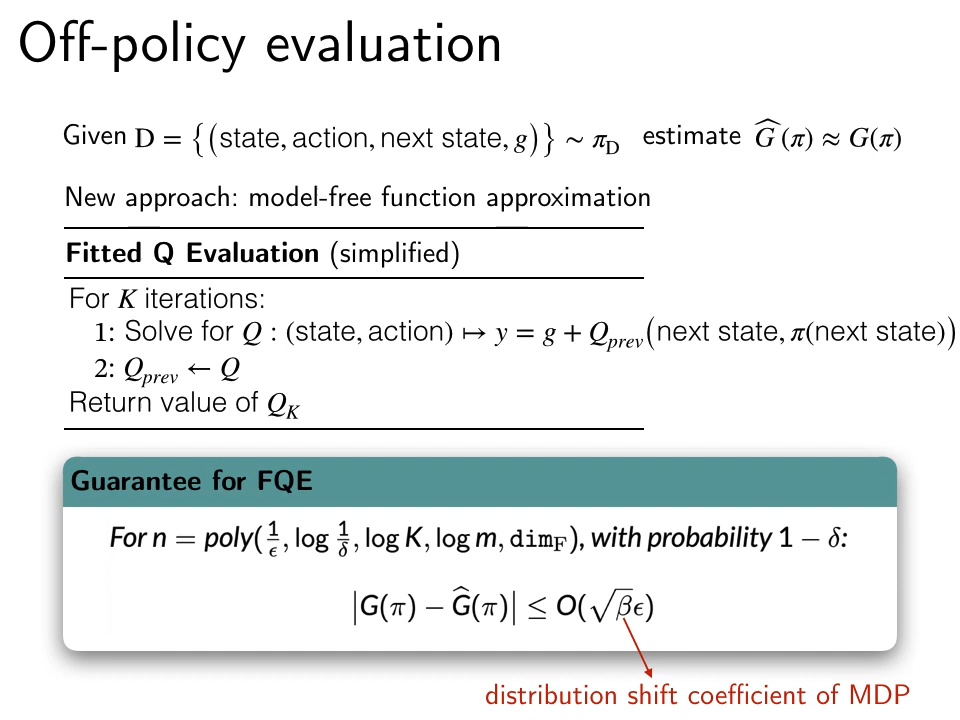 Off-policy evaluation
Given D = {(state, action, next state, g)} ∼ π_D estimate Ĝ(π) ≈ G(π)
New approach: model-free function approximation
Fitted Q Evaluation (simplified)
For K iterations:
1: Solve for Q : (state, action) ↦ y = g + Q_prev(next state, π(next state))
2: Q_prev ← Q
Return value of Q_K
Guarantee for FQE
For n = poly(1/ϵ, log 1/δ, log K, log m, dim_F), with probability 1 − δ:
|G(π) − Ĝ(π)| ≤ O(√β ϵ)
distribution shift coefficient of MDP